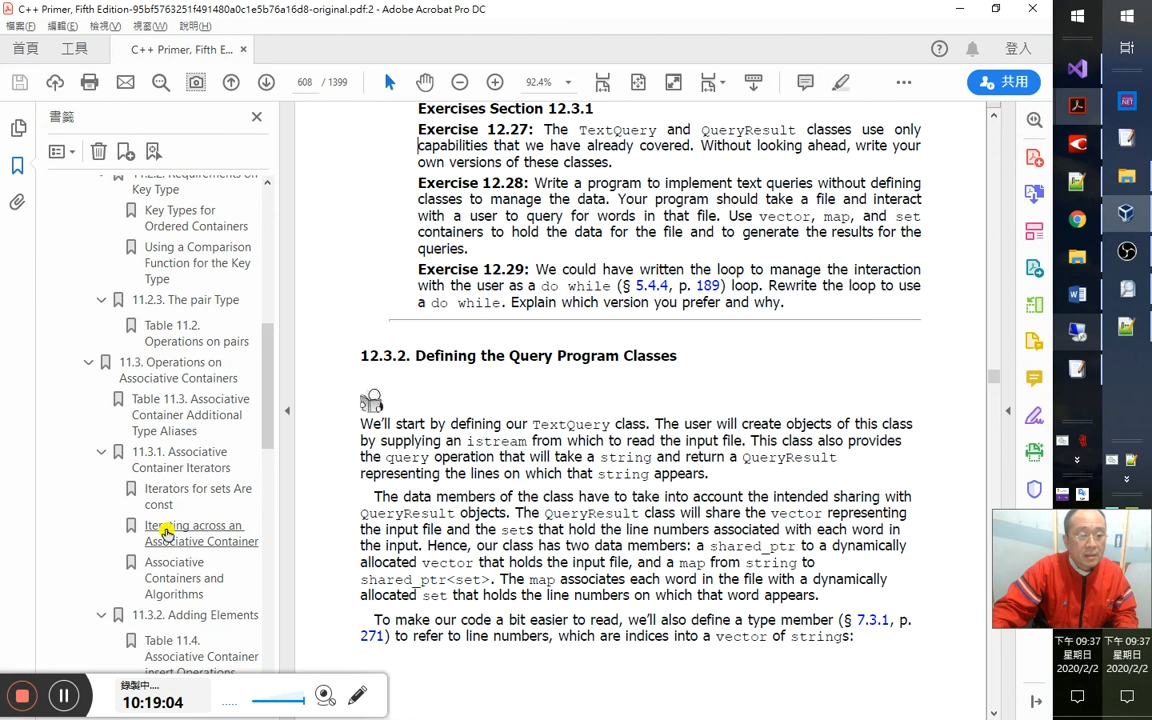 C++ Primer, Fifth Edition-95bf5763251f491480a0c1e5b76a16d8-original.pdf:2 - Adobe Acrobat Pro DC
檔案(F) 編輯(E) 檢視(V) 視窗(W) 說明(H)
首頁 工具 C++ Primer, Fifth E... × 登入
608 / 1399 92.4% 共用
書籤
11.2.2. Requirements on
Key Type
Key Types for
Ordered Containers
Using a Comparison
Function for the Key
Type
11.2.3. The pair Type
Table 11.2.
Operations on pairs
11.3. Operations on
Associative Containers
Table 11.3. Associative
Container Additional
Type Aliases
11.3.1. Associative
Container Iterators
Iterators for sets Are
const
Iterating across an
Associative Container
Associative
Containers and
Algorithms
11.3.2. Adding Elements
Table 11.4.
Associative Container
insert Operations
Exercises Section 12.3.1
Exercise 12.27: The TextQuery and QueryResult classes use only
capabilities that we have already covered. Without looking ahead, write your
own versions of these classes.
Exercise 12.28: Write a program to implement text queries without defining
classes to manage the data. Your program should take a file and interact
with a user to query for words in that file. Use vector, map, and set
containers to hold the data for the file and to generate the results for the
queries.
Exercise 12.29: We could have written the loop to manage the interaction
with the user as a do while (§ 5.4.4, p. 189) loop. Rewrite the loop to use
a do while. Explain which version you prefer and why.
12.3.2. Defining the Query Program Classes
We'll start by defining our TextQuery class. The user will create objects of this class
by supplying an istream from which to read the input file. This class also provides
the query operation that will take a string and return a QueryResult
representing the lines on which that string appears.
The data members of the class have to take into account the intended sharing with
QueryResult objects. The QueryResult class will share the vector representing
the input file and the sets that hold the line numbers associated with each word in
the input. Hence, our class has two data members: a shared_ptr to a dynamically
allocated vector that holds the input file, and a map from string to
shared_ptr<set>. The map associates each word in the file with a dynamically
allocated set that holds the line numbers on which that word appears.
To make our code a bit easier to read, we'll also define a type member (§ 7.3.1, p.
271) to refer to line numbers, which are indices into a vector of strings:
錄製中....
10:19:04
下午 09:37
星期日
2020/2/2
下午 09:37
星期日
2020/2/2